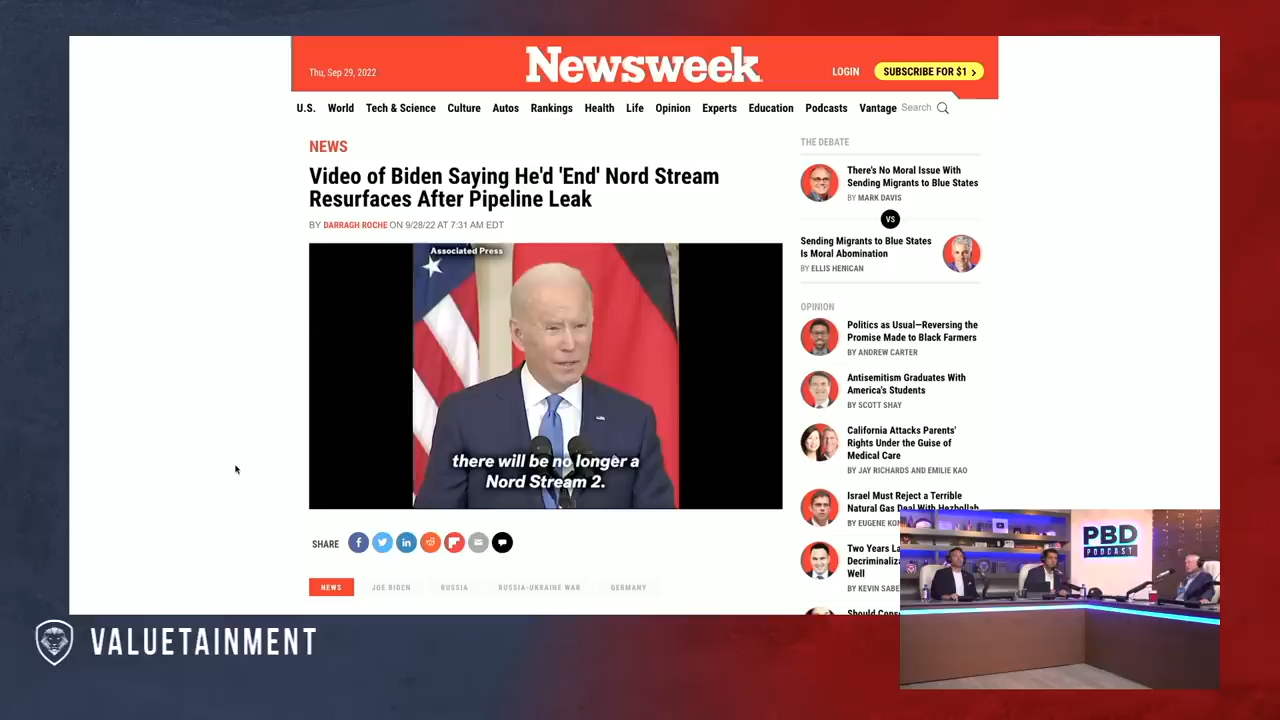 Newsweek
Thu, Sep 29, 2022
LOGIN
SUBSCRIBE FOR $1 >
U.S. World Tech & Science Culture Autos Rankings Health Life Opinion Experts Education Podcasts Vantage Search
NEWS
Video of Biden Saying He'd 'End' Nord Stream
Resurfaces After Pipeline Leak
BY DARRAGH ROCHE ON 9/28/22 AT 7:31 AM EDT
Associated Press
there will be no longer a
Nord Stream 2.
SHARE
NEWS JOE BIDEN RUSSIA RUSSIA-UKRAINE WAR GERMANY
THE DEBATE
There's No Moral Issue With
Sending Migrants to Blue States
BY MARK DAVIS
VS
Sending Migrants to Blue States
Is Moral Abomination
BY ELLIS HENICAN
OPINION
Politics as Usual—Reversing the
Promise Made to Black Farmers
BY ANDREW CARTER
Antisemitism Graduates With
America's Students
BY SCOTT SHAY
California Attacks Parents'
Rights Under the Guise of
Medical Care
BY JAY RICHARDS AND EMILIE KAO
Israel Must Reject a Terrible
Natural Gas Deal With Hezbollah
BY EUGENE
Two Years
Well
BY KEVIN
Should
PBD
PODCAST
VALUETAINMENT